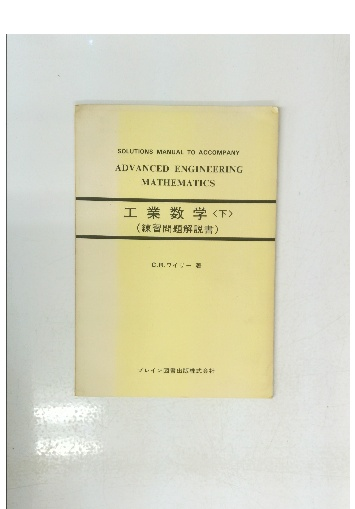 SOLUTIONS MANUAL TO ACCOMPANY
ADVANCED ENGINEERING
MATHEMATICS
工業数学〈下〉
(練習問題解説書)
C.R.ワイリー 著
ブレイン図書出版株式会社